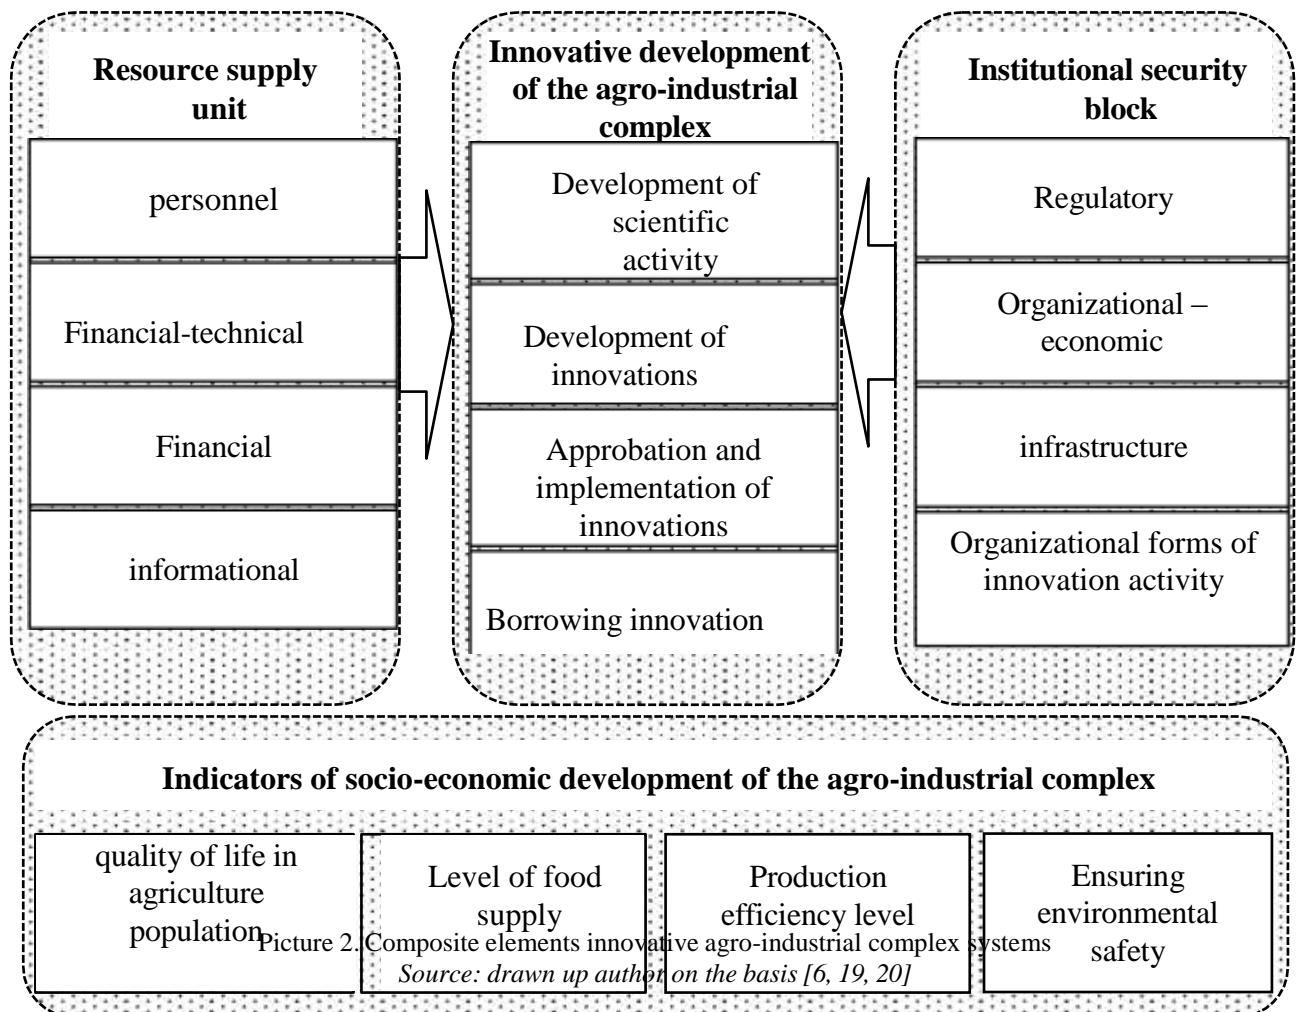 Resource supply
unit
personnel
Financial-technical
Financial
informational
Innovative development
of the agro-industrial
complex
Development of
scientific
activity
Development of
innovations
Approbation and
implementation of
innovations
Borrowing innovation
Institutional security
block
Regulatory
Organizational –
economic
infrastructure
Organizational forms of
innovation activity
Indicators of socio-economic development of the agro-industrial complex
quality of life in
agriculture
population
Level of food
supply
Production
efficiency level
Ensuring
environmental
safety
Picture 2. Composite elements innovative agro-industrial complex systems
Source: drawn up author on the basis [6, 19, 20]